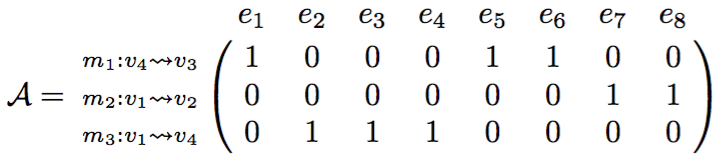 e₁ e₂ e₃ e₄ e₅ e₆ e₇ e₈
m₁:v₄⇝v₃ 1 0 0 0 1 1 0 0
𝒜 = m₂:v₁⇝v₂ 0 0 0 0 0 0 1 1
m₃:v₁⇝v₄ 0 1 1 1 0 0 0 0